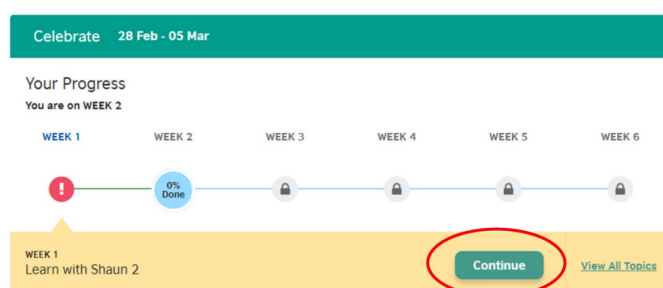 Celebrate 28 Feb - 05 Mar
Your Progress
You are on WEEK 2
WEEK 1 WEEK 2 WEEK 3 WEEK 4 WEEK 5 WEEK 6
! 0%
Done
WEEK 1
Learn with Shaun 2
Continue View All Topics